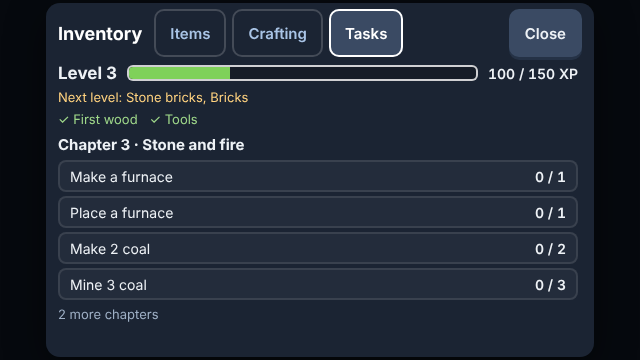 Inventory Items Crafting Tasks Close
Level 3 100 / 150 XP
Next level: Stone bricks, Bricks
✓ First wood ✓ Tools
Chapter 3 · Stone and fire
Make a furnace 0 / 1
Place a furnace 0 / 1
Make 2 coal 0 / 2
Mine 3 coal 0 / 3
2 more chapters